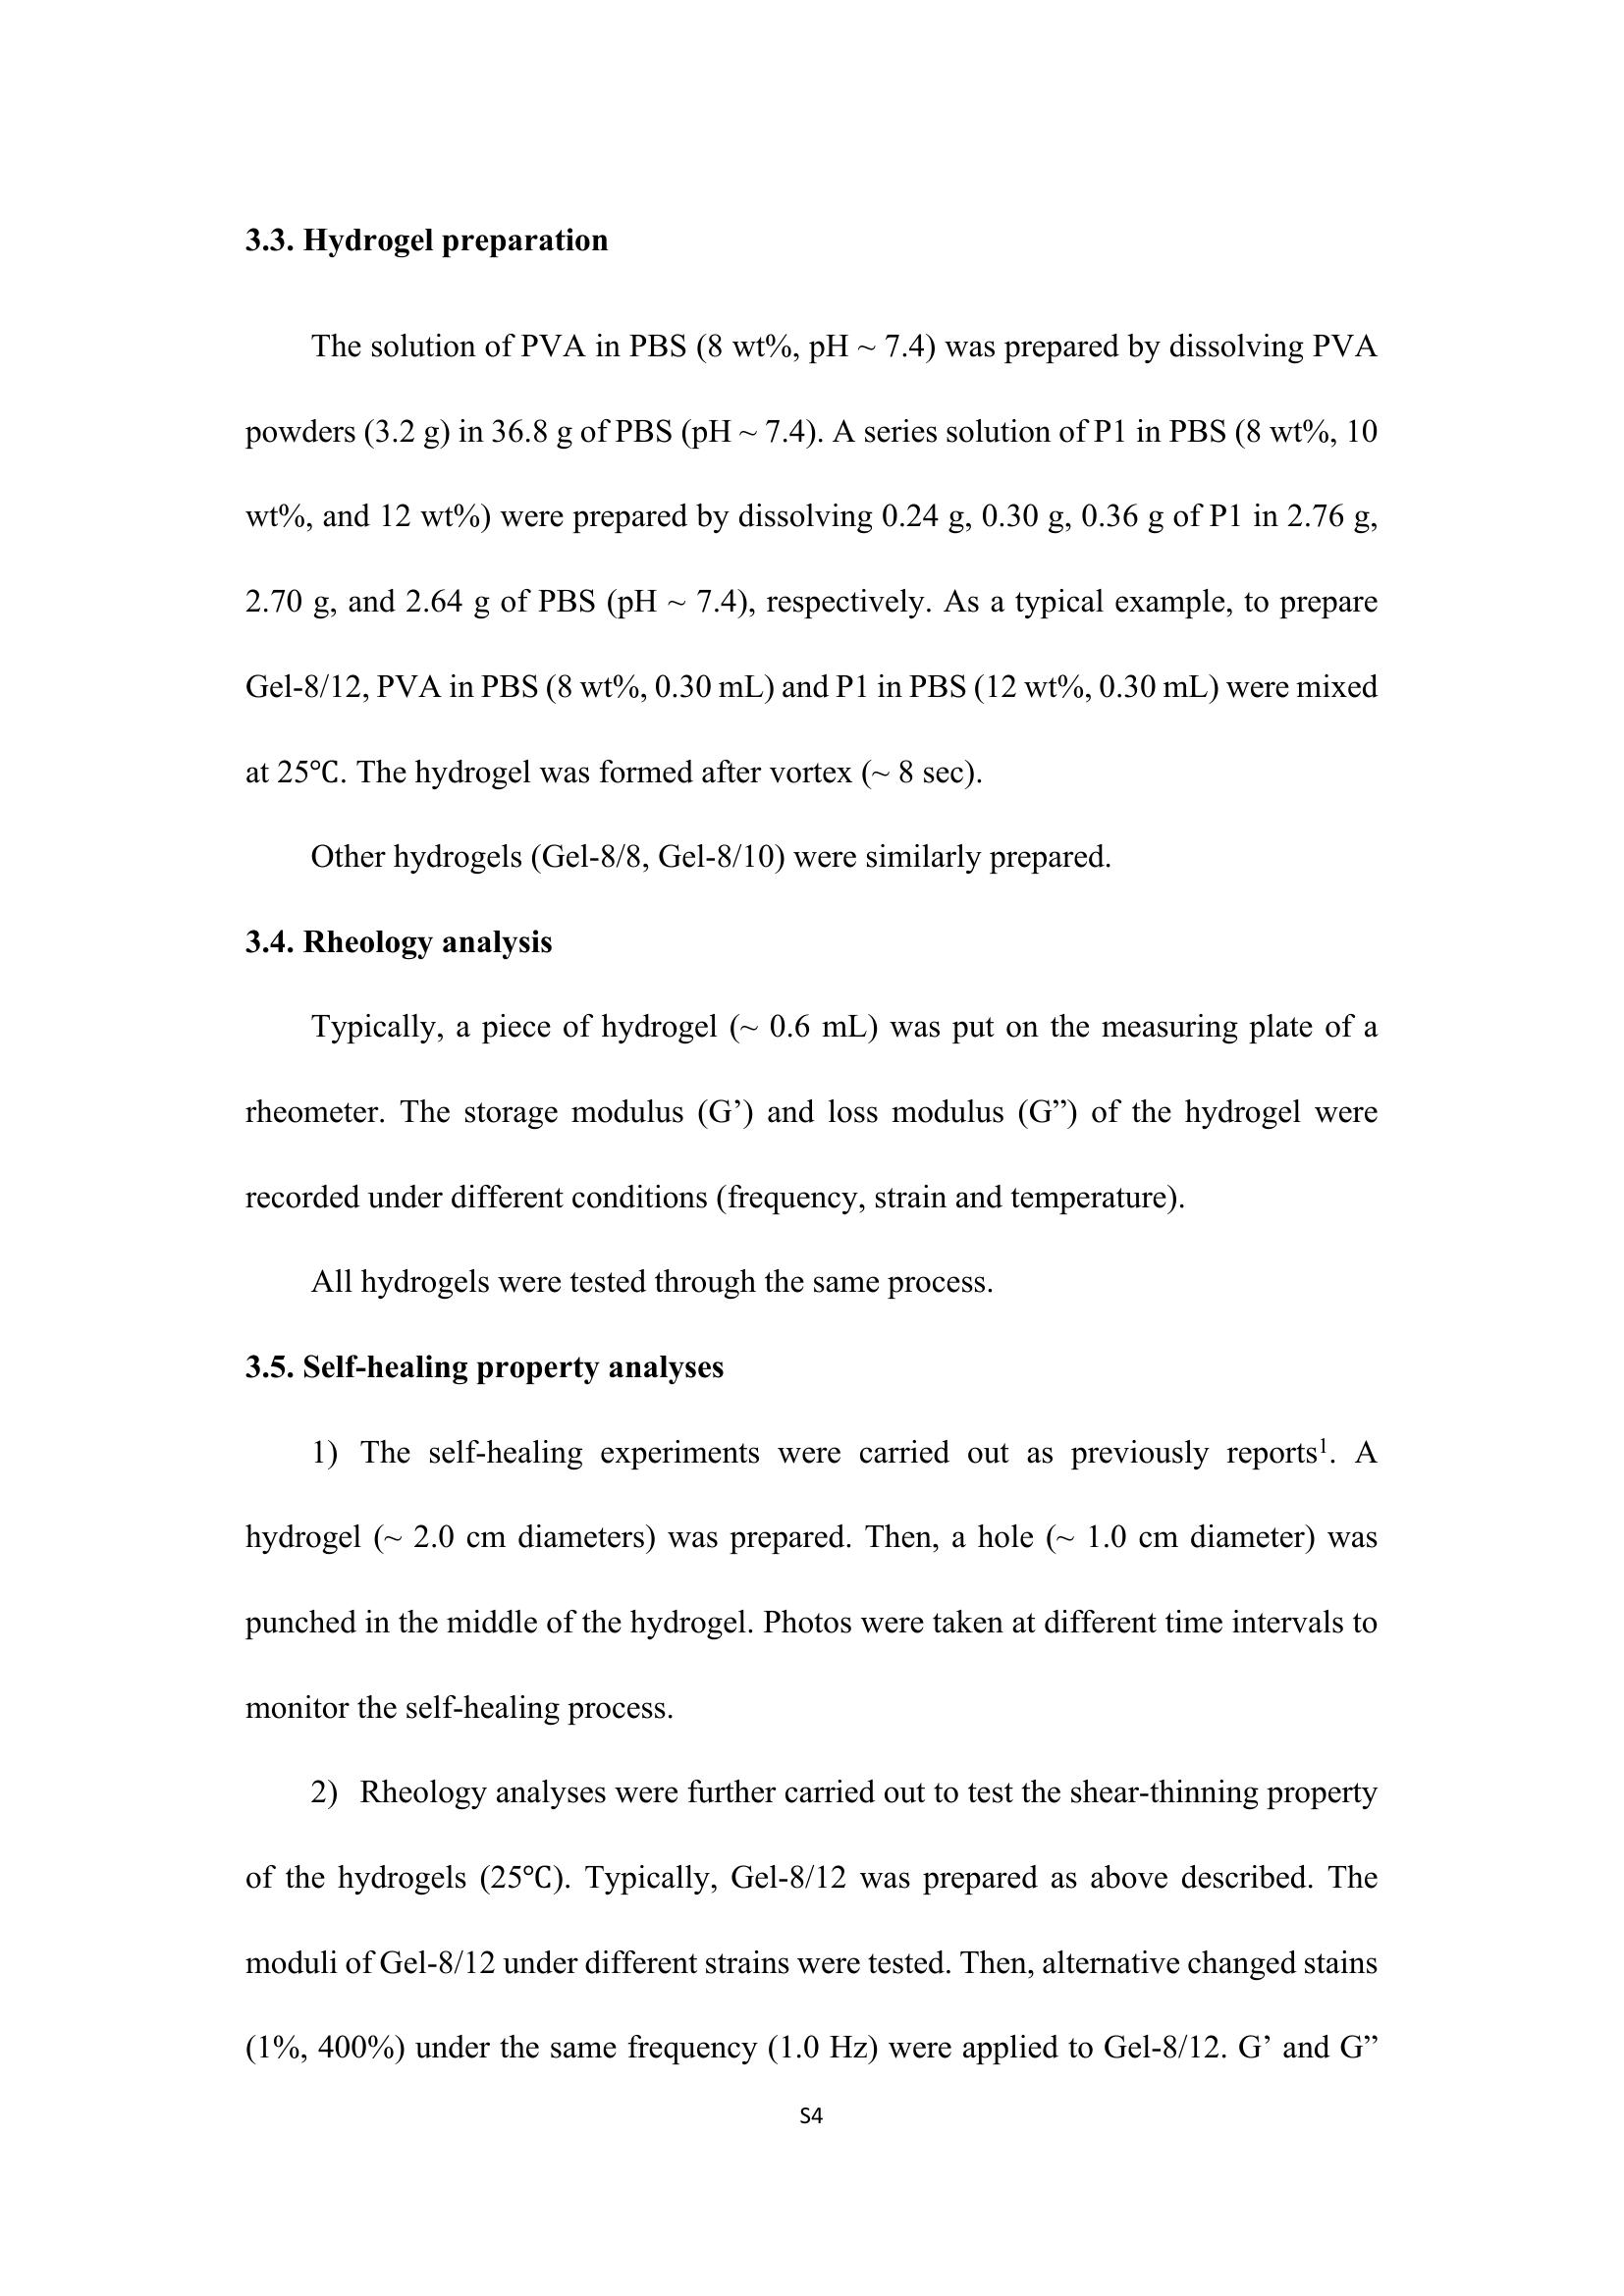 3.3. Hydrogel preparation
The solution of PVA in PBS (8 wt%, pH ~ 7.4) was prepared by dissolving PVA
powders (3.2 g) in 36.8 g of PBS (pH ~ 7.4). A series solution of P1 in PBS (8 wt%, 10
wt%, and 12 wt%) were prepared by dissolving 0.24 g, 0.30 g, 0.36 g of P1 in 2.76 g,
2.70 g, and 2.64 g of PBS (pH ~ 7.4), respectively. As a typical example, to prepare
Gel-8/12, PVA in PBS (8 wt%, 0.30 mL) and P1 in PBS (12 wt%, 0.30 mL) were mixed
at 25℃. The hydrogel was formed after vortex (~ 8 sec).
Other hydrogels (Gel-8/8, Gel-8/10) were similarly prepared.
3.4. Rheology analysis
Typically, a piece of hydrogel (~ 0.6 mL) was put on the measuring plate of a
rheometer. The storage modulus (G’) and loss modulus (G”) of the hydrogel were
recorded under different conditions (frequency, strain and temperature).
All hydrogels were tested through the same process.
3.5. Self-healing property analyses
1) The self-healing experiments were carried out as previously reports¹. A
hydrogel (~ 2.0 cm diameters) was prepared. Then, a hole (~ 1.0 cm diameter) was
punched in the middle of the hydrogel. Photos were taken at different time intervals to
monitor the self-healing process.
2) Rheology analyses were further carried out to test the shear-thinning property
of the hydrogels (25℃). Typically, Gel-8/12 was prepared as above described. The
moduli of Gel-8/12 under different strains were tested. Then, alternative changed stains
(1%, 400%) under the same frequency (1.0 Hz) were applied to Gel-8/12. G’ and G”
S4